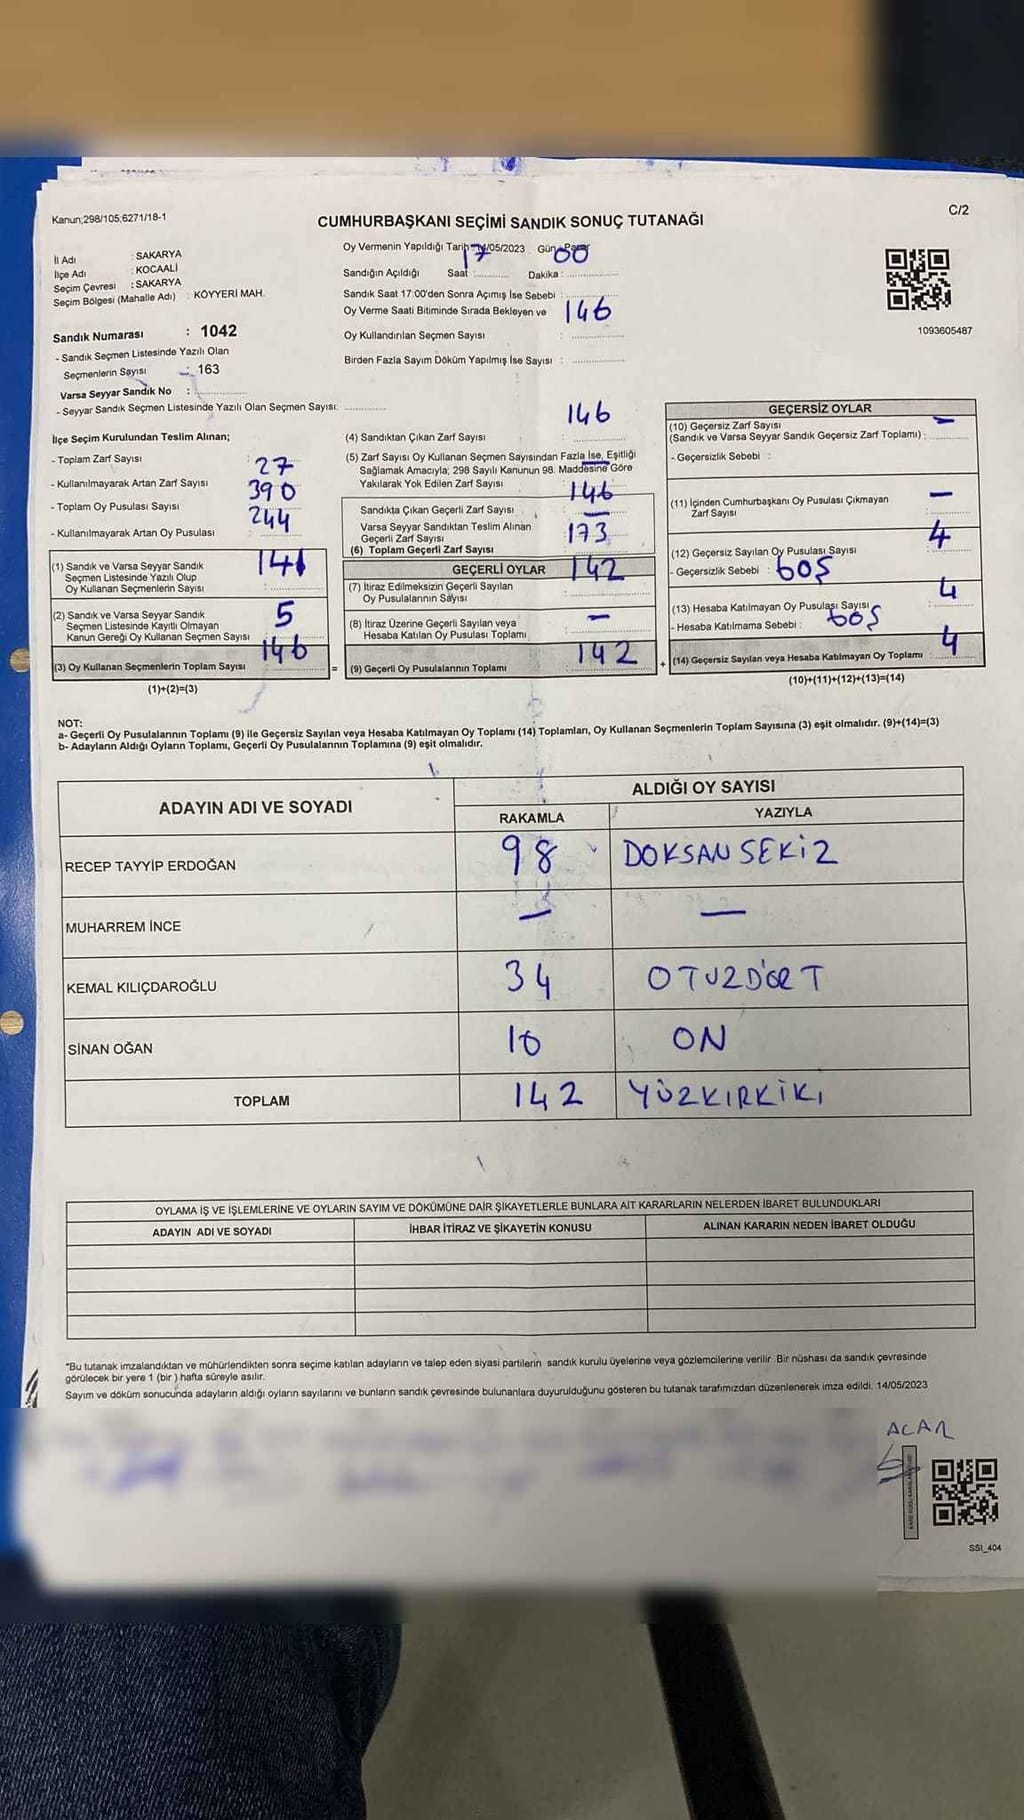 Kanun;298/105,6271/18-1
C/2
CUMHURBAŞKANI SEÇİMİ SANDIK SONUÇ TUTANAĞI
İl Adı : SAKARYA
İlçe Adı : KOCAALİ
Seçim Çevresi : SAKARYA
Seçim Bölgesi (Mahalle Adı) : KÖYYERİ MAH.
Sandık Numarası : 1042
- Sandık Seçmen Listesinde Yazılı Olan
Seçmenlerin Sayısı : 163
Varsa Seyyar Sandık No :
- Seyyar Sandık Seçmen Listesinde Yazılı Olan Seçmen Sayısı:
Oy Vermenin Yapıldığı Tarih /05/2023 Gün : Pazar
17 00
Sandığın Açıldığı Saat : Dakika :
Sandık Saat 17:00'den Sonra Açımış İse Sebebi :
Oy Verme Saati Bitiminde Sırada Bekleyen ve 146
Oy Kullandırılan Seçmen Sayısı :
Birden Fazla Sayım Döküm Yapılmış İse Sayısı :
1093605487
İlçe Seçim Kurulundan Teslim Alınan;
- Toplam Zarf Sayısı :
27
- Kullanılmayarak Artan Zarf Sayısı :
390
- Toplam Oy Pusulası Sayısı :
244
- Kullanılmayarak Artan Oy Pusulası :
146
(4) Sandıktan Çıkan Zarf Sayısı :
(5) Zarf Sayısı Oy Kullanan Seçmen Sayısından Fazla İse, Eşitliği
Sağlamak Amacıyla; 298 Sayılı Kanunun 98. Maddesine Göre
Yakılarak Yok Edilen Zarf Sayısı :
—
146
Sandıkta Çıkan Geçerli Zarf Sayısı :
—
Varsa Seyyar Sandıktan Teslim Alınan
Geçerli Zarf Sayısı 173
(6) Toplam Geçerli Zarf Sayısı
GEÇERSİZ OYLAR
(10) Geçersiz Zarf Sayısı —
(Sandık ve Varsa Seyyar Sandık Geçersiz Zarf Toplamı) :
- Geçersizlik Sebebi :
(11) İçinden Cumhurbaşkanı Oy Pusulası Çıkmayan —
Zarf Sayısı
4
(12) Geçersiz Sayılan Oy Pusulası Sayısı
- Geçersizlik Sebebi : BOŞ
4
(13) Hesaba Katılmayan Oy Pusulası Sayısı
- Hesaba Katılmama Sebebi : BOŞ
4
(14) Geçersiz Sayılan veya Hesaba Katılmayan Oy Toplamı :
(10)+(11)+(12)+(13)=(14)
(1) Sandık ve Varsa Seyyar Sandık 141
Seçmen Listesinde Yazılı Olup
Oy Kullanan Seçmenlerin Sayısı :
(2) Sandık ve Varsa Seyyar Sandık 5
Seçmen Listesinde Kayıtlı Olmayan
Kanun Gereği Oy Kullanan Seçmen Sayısı :
146
(3) Oy Kullanan Seçmenlerin Toplam Sayısı =
(1)+(2)=(3)
GEÇERLİ OYLAR 142
(7) İtiraz Edilmeksizin Geçerli Sayılan
Oy Pusulalarının Sayısı :
(8) İtiraz Üzerine Geçerli Sayılan veya —
Hesaba Katılan Oy Pusulası Toplamı :
142
(9) Geçerli Oy Pusulalarının Toplamı +
NOT:
a- Geçerli Oy Pusulalarının Toplamı (9) ile Geçersiz Sayılan veya Hesaba Katılmayan Oy Toplamı (14) Toplamları, Oy Kullanan Seçmenlerin Toplam Sayısına (3) eşit olmalıdır. (9)+(14)=(3)
b- Adayların Aldığı Oyların Toplamı, Geçerli Oy Pusulalarının Toplamına (9) eşit olmalıdır.
ADAYIN ADI VE SOYADI
ALDIĞI OY SAYISI
RAKAMLA YAZIYLA
RECEP TAYYİP ERDOĞAN 98 DOKSANSEKİZ
MUHARREM İNCE — —
KEMAL KILIÇDAROĞLU 34 OTUZDÖRT
SİNAN OĞAN 10 ON
TOPLAM 142 YÜZKIRKİKİ
OYLAMA İŞ VE İŞLEMLERİNE VE OYLARIN SAYIM VE DÖKÜMÜNE DAİR ŞİKAYETLERLE BUNLARA AİT KARARLARIN NELERDEN İBARET BULUNDUKLARI
ADAYIN ADI VE SOYADI İHBAR İTİRAZ VE ŞİKAYETİN KONUSU ALINAN KARARIN NEDEN İBARET OLDUĞU
*Bu tutanak imzalandıktan ve mühürlendikten sonra seçime katılan adayların ve talep eden siyasi partilerin sandık kurulu üyelerine veya gözlemcilerine verilir .Bir nüshası da sandık çevresinde
görülecek bir yere 1 (bir ) hafta süreyle asılır.
Sayım ve döküm sonucunda adayların aldığı oyların sayılarını ve bunların sandık çevresinde bulunanlara duyurulduğunu gösteren bu tutanak tarafımızdan düzenlenerek imza edildi. 14/05/2023
ACAR
SSI_404